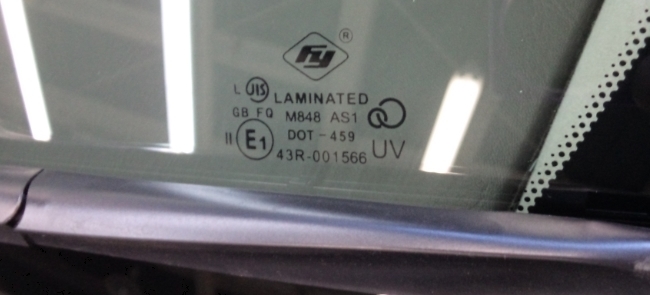 FY ®
L JIS LAMINATED
GB FQ M848 AS1
II E1 DOT-459
43R-001566 UV